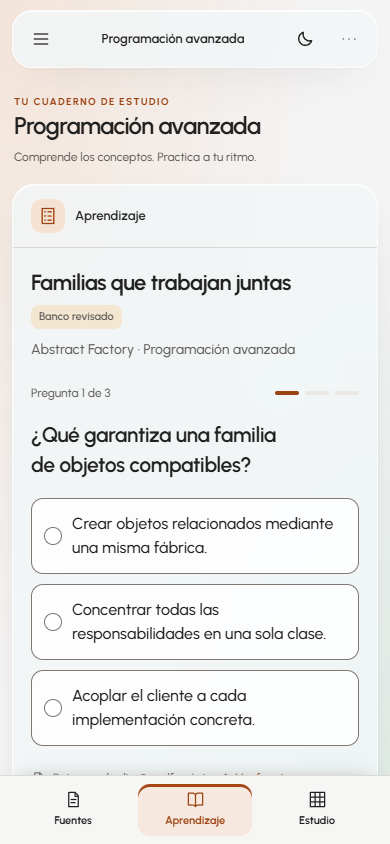 Programación avanzada
TU CUADERNO DE ESTUDIO
Programación avanzada
Comprende los conceptos. Practica a tu ritmo.
Aprendizaje
Familias que trabajan juntas
Banco revisado
Abstract Factory · Programación avanzada
Pregunta 1 de 3
¿Qué garantiza una familia
de objetos compatibles?
Crear objetos relacionados mediante
una misma fábrica.
Concentrar todas las
responsabilidades en una sola clase.
Acoplar el cliente a cada
implementación concreta.
Fuentes
Aprendizaje
Estudio